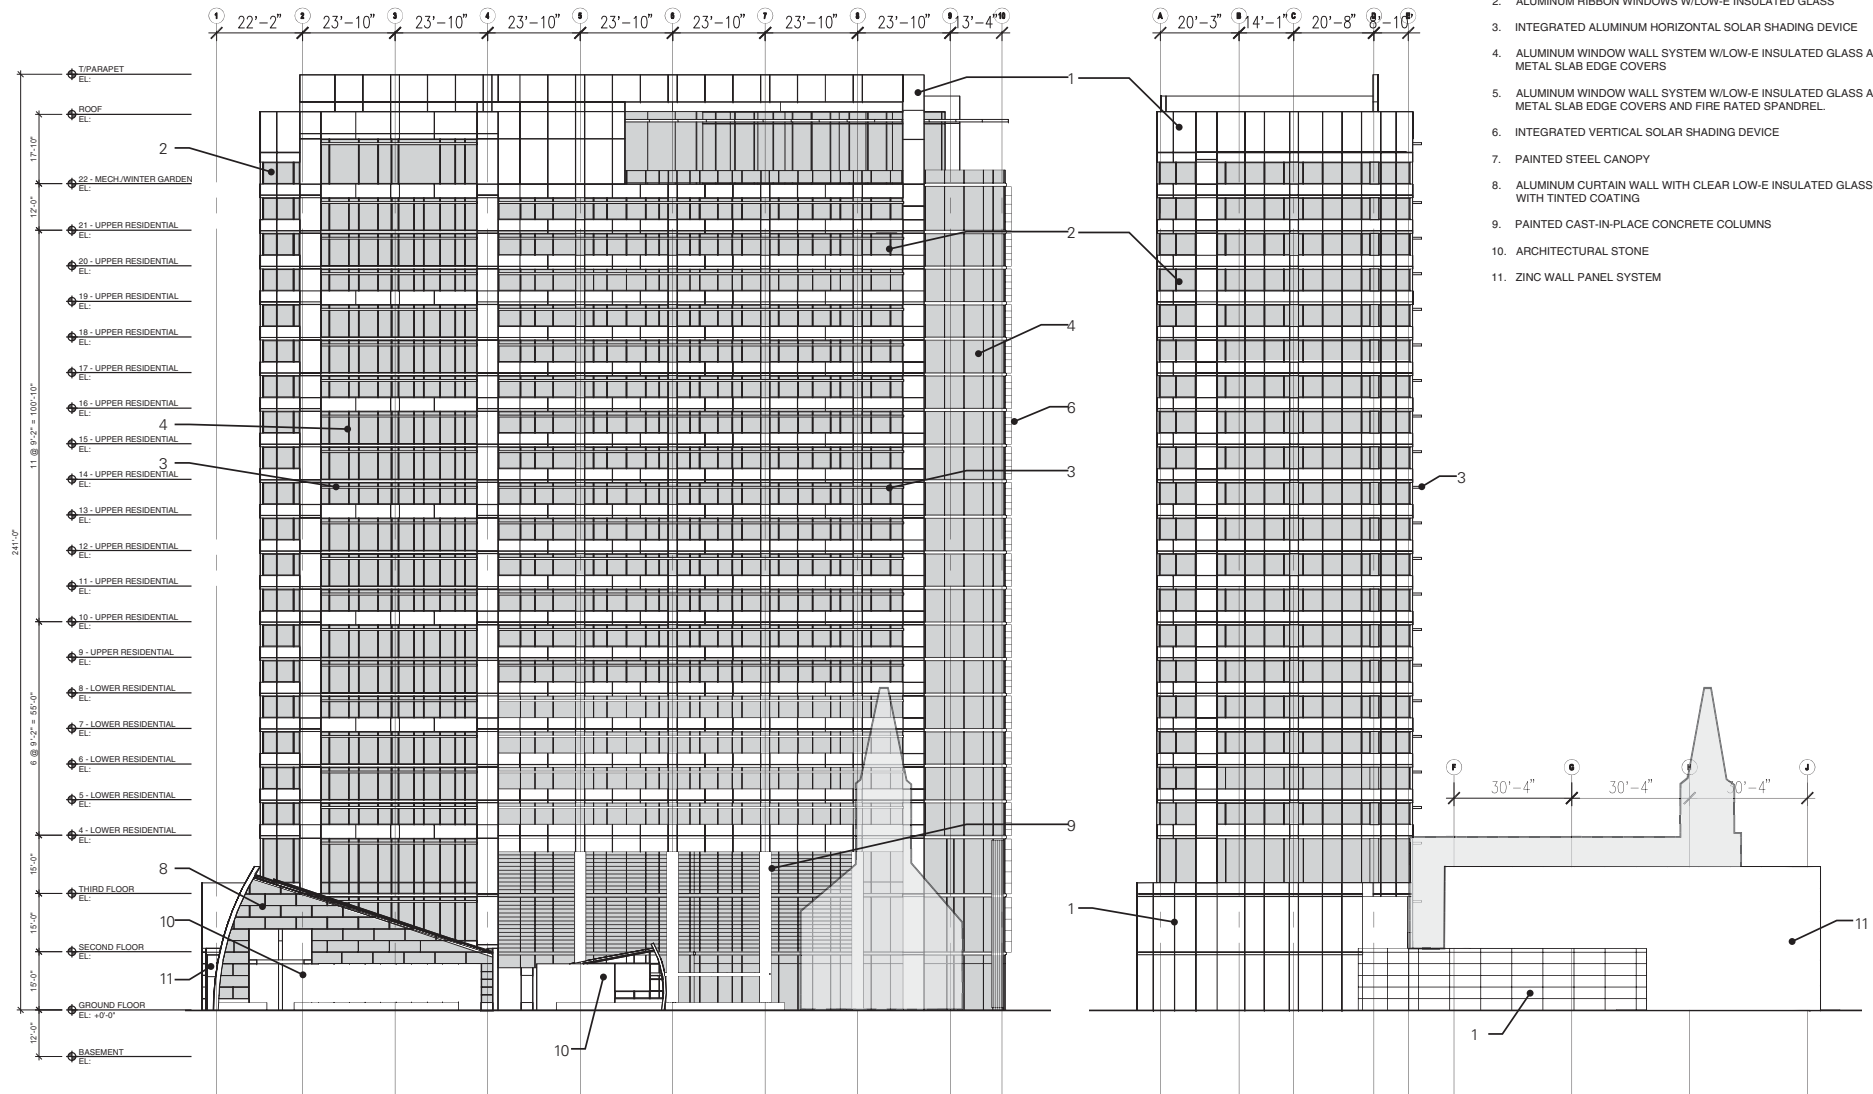 1 2 3 4 5 6 7 8 9 10
22'-2" 23'-10" 23'-10" 23'-10" 23'-10" 23'-10" 23'-10" 23'-10" 13'-4"
A B C D E
20'-3" 14'-1" 20'-8" 8'-10"
2. ALUMINUM RIBBON WINDOWS W/LOW-E INSULATED GLASS
3. INTEGRATED ALUMINUM HORIZONTAL SOLAR SHADING DEVICE
4. ALUMINUM WINDOW WALL SYSTEM W/LOW-E INSULATED GLASS A
METAL SLAB EDGE COVERS
5. ALUMINUM WINDOW WALL SYSTEM W/LOW-E INSULATED GLASS A
METAL SLAB EDGE COVERS AND FIRE RATED SPANDREL.
6. INTEGRATED VERTICAL SOLAR SHADING DEVICE
7. PAINTED STEEL CANOPY
8. ALUMINUM CURTAIN WALL WITH CLEAR LOW-E INSULATED GLASS
WITH TINTED COATING
9. PAINTED CAST-IN-PLACE CONCRETE COLUMNS
10. ARCHITECTURAL STONE
11. ZINC WALL PANEL SYSTEM
T/PARAPET
EL:
ROOF
EL:
22 - MECH./WINTER GARDEN
EL:
21 - UPPER RESIDENTIAL
EL:
20 - UPPER RESIDENTIAL
EL:
19 - UPPER RESIDENTIAL
EL:
18 - UPPER RESIDENTIAL
EL:
17 - UPPER RESIDENTIAL
EL:
16 - UPPER RESIDENTIAL
EL:
15 - UPPER RESIDENTIAL
EL:
14 - UPPER RESIDENTIAL
EL:
13 - UPPER RESIDENTIAL
EL:
12 - UPPER RESIDENTIAL
EL:
11 - UPPER RESIDENTIAL
EL:
10 - UPPER RESIDENTIAL
EL:
9 - UPPER RESIDENTIAL
EL:
8 - LOWER RESIDENTIAL
EL:
7 - LOWER RESIDENTIAL
EL:
6 - LOWER RESIDENTIAL
EL:
5 - LOWER RESIDENTIAL
EL:
4 - LOWER RESIDENTIAL
EL:
THIRD FLOOR
EL:
SECOND FLOOR
EL:
GROUND FLOOR
EL: +0'-0"
BASEMENT
EL:
241'-0"
17'-10"
12'-0"
11 @ 9'-2" = 100'-10"
6 @ 9'-2" = 55'-0"
15'-0"
15'-0"
15'-0"
12'-0"
2
4
3
8
10
11
10
1
2
4
6
3
9
1
3
11
1
F G H J
30'-4" 30'-4" 30'-4"